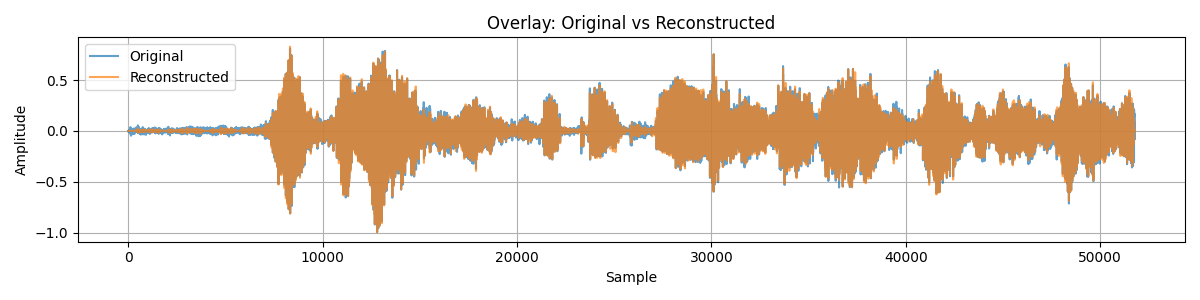 Overlay: Original vs Reconstructed
Original
Reconstructed
Amplitude
0.5
0.0
−0.5
−1.0
0 10000 20000 30000 40000 50000
Sample